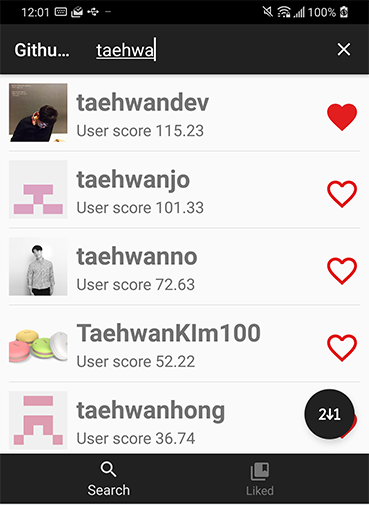 12:01 100%
Githu... taehwa
taehwandev
User score 115.23
taehwanjo
User score 101.33
taehwanno
User score 72.63
TaehwanKIm100
User score 52.22
taehwanhong
User score 36.74
2↓1
Search Liked